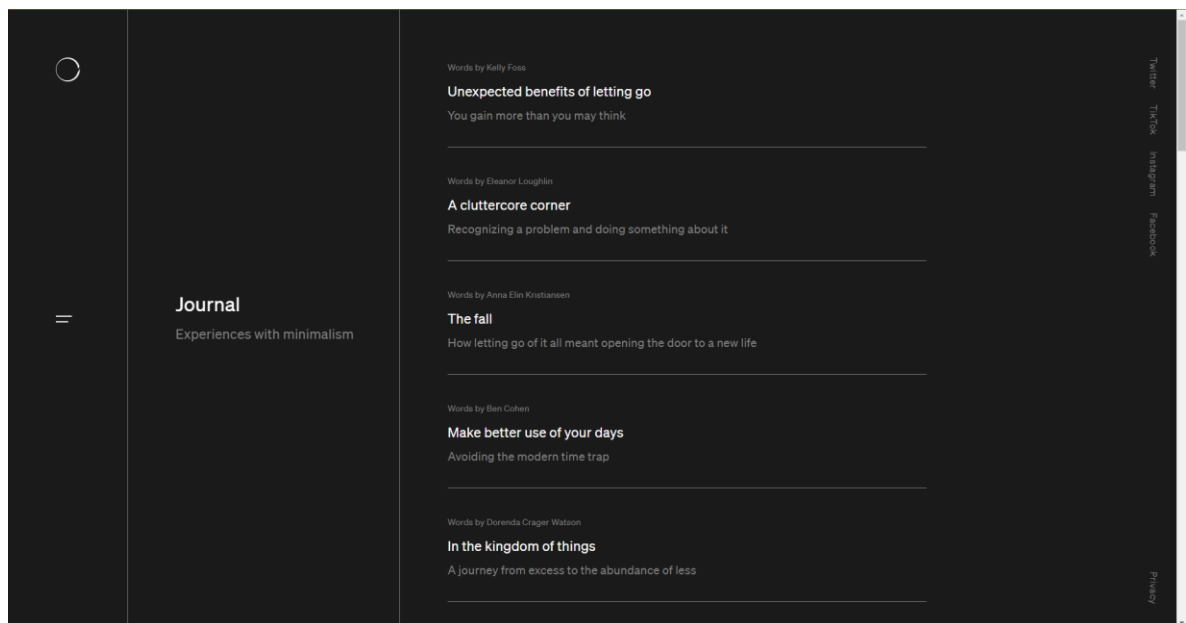 Journal
Experiences with minimalism
Words by Kelly Foss
Unexpected benefits of letting go
You gain more than you may think
Words by Eleanor Loughlin
A cluttercore corner
Recognizing a problem and doing something about it
Words by Anna Elin Kristiansen
The fall
How letting go of it all meant opening the door to a new life
Words by Ben Cohen
Make better use of your days
Avoiding the modern time trap
Words by Dorenda Crager Watson
In the kingdom of things
A journey from excess to the abundance of less
Twitter
TikTok
Instagram
Facebook
Privacy